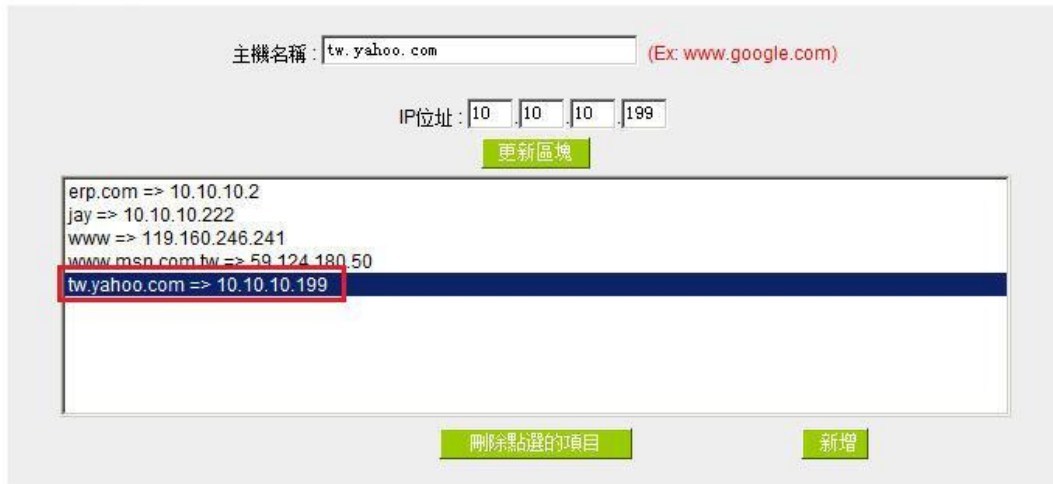 主機名稱 : tw.yahoo.com (Ex: www.google.com)
IP位址 : 10 .10 .10 .199
更新區塊
erp.com => 10.10.10.2
jay => 10.10.10.222
www => 119.160.246.241
www.msn.com.tw => 59.124.180.50
tw.yahoo.com => 10.10.10.199
刪除點選的項目 新增